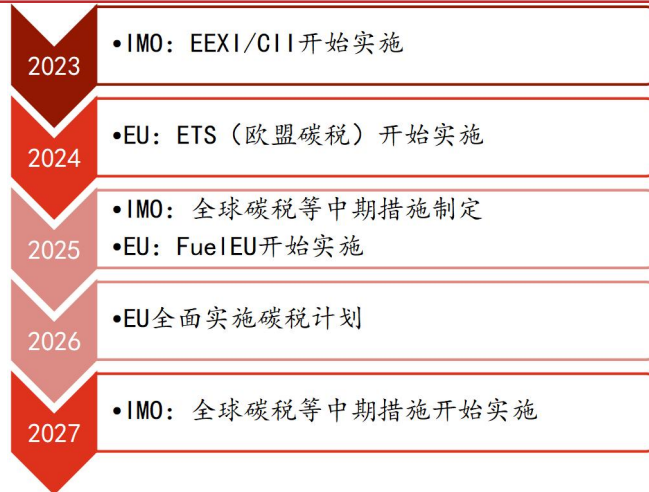 2023
•IMO：EEXI/CII开始实施
2024
•EU：ETS（欧盟碳税）开始实施
2025
•IMO：全球碳税等中期措施制定
•EU：FuelEU开始实施
2026
•EU全面实施碳税计划
2027
•IMO：全球碳税等中期措施开始实施